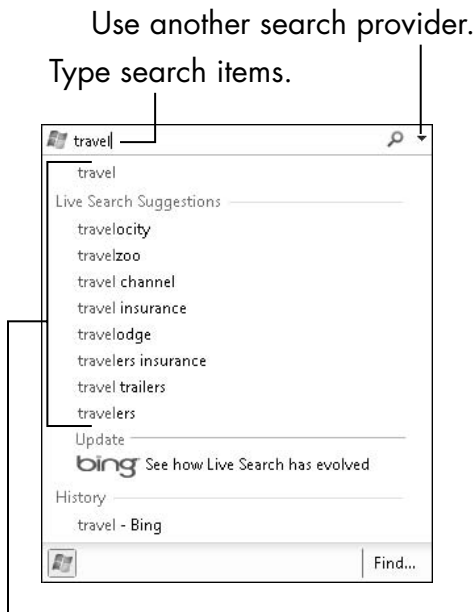 Use another search provider.
Type search items.
travel
travel
Live Search Suggestions
travelocity
travelzoo
travel channel
travel insurance
travelodge
travelers insurance
travel trailers
travelers
Update
bing See how Live Search has evolved
History
travel - Bing
Find...